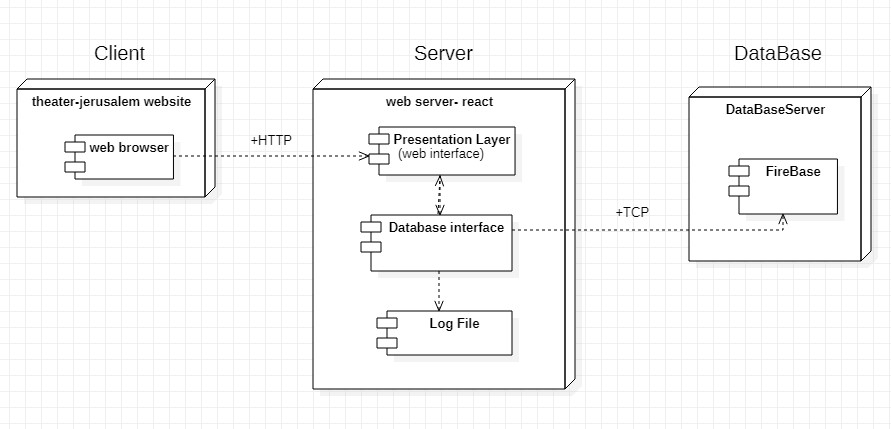 Client
Server
DataBase
theater-jerusalem website
web server- react
DataBaseServer
web browser
+HTTP
Presentation Layer
(web interface)
FireBase
+TCP
Database interface
Log File